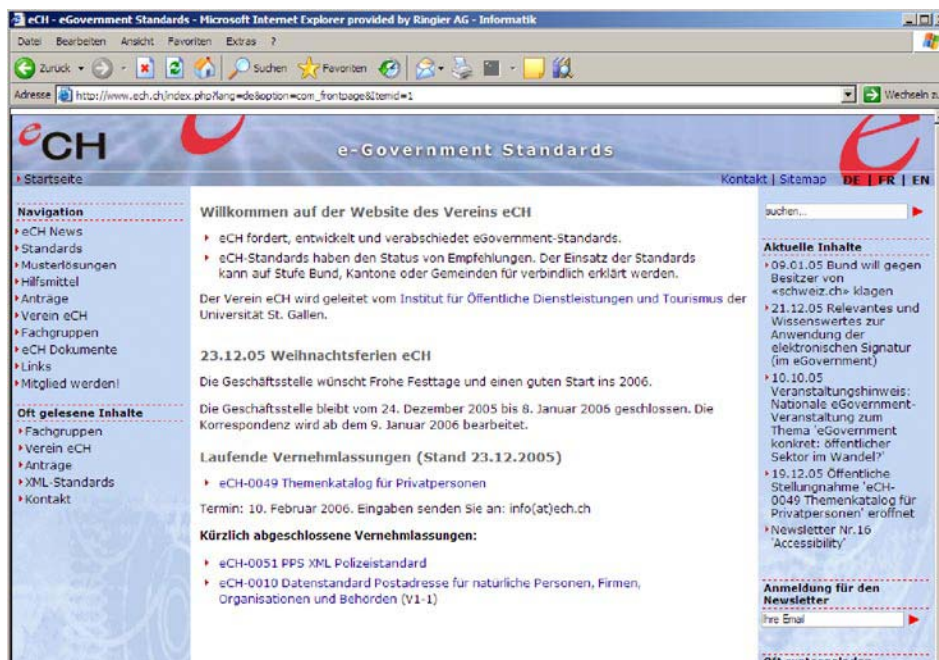 eCH - eGovernment Standards - Microsoft Internet Explorer provided by Ringier AG - Informatik
Datei Bearbeiten Ansicht Favoriten Extras ?
Zurück Suchen Favoriten
Adresse http://www.ech.ch/index.php?lang=de&option=com_frontpage&Itemid=1 Wechseln zu
eCH
e-Government Standards
Startseite
Kontakt | Sitemap DE | FR | EN
Navigation
eCH News
Standards
Musterlösungen
Hilfsmittel
Anträge
Verein eCH
Fachgruppen
eCH Dokumente
Links
Mitglied werden!
Oft gelesene Inhalte
Fachgruppen
Verein eCH
Anträge
XML-Standards
Kontakt
Willkommen auf der Website des Vereins eCH
eCH fördert, entwickelt und verabschiedet eGovernment-Standards.
eCH-Standards haben den Status von Empfehlungen. Der Einsatz der Standards
kann auf Stufe Bund, Kantone oder Gemeinden für verbindlich erklärt werden.
Der Verein eCH wird geleitet vom Institut für Öffentliche Dienstleistungen und Tourismus der
Universität St. Gallen.
23.12.05 Weihnachtsferien eCH
Die Geschäftsstelle wünscht Frohe Festtage und einen guten Start ins 2006.
Die Geschäftsstelle bleibt vom 24. Dezember 2005 bis 8. Januar 2006 geschlossen. Die
Korrespondenz wird ab dem 9. Januar 2006 bearbeitet.
Laufende Vernehmlassungen (Stand 23.12.2005)
eCH-0049 Themenkatalog für Privatpersonen
Termin: 10. Februar 2006. Eingaben senden Sie an: info(at)ech.ch
Kürzlich abgeschlossene Vernehmlassungen:
eCH-0051 PPS XML Polizeistandard
eCH-0010 Datenstandard Postadresse für natürliche Personen, Firmen,
Organisationen und Behörden (V1-1)
suchen...
Aktuelle Inhalte
09.01.05 Bund will gegen
Besitzer von
«schweiz.ch» klagen
21.12.05 Relevantes und
Wissenswertes zur
Anwendung der
elektronischen Signatur
(im eGovernment)
10.10.05
Veranstaltungshinweis:
Nationale eGovernment-
Veranstaltung zum
Thema 'eGovernment
konkret: öffentlicher
Sektor im Wandel?'
19.12.05 Öffentliche
Stellungnahme 'eCH-
0049 Themenkatalog für
Privatpersonen' eröffnet
Newsletter Nr.16
'Accessibility'
Anmeldung für den
Newsletter
Ihre Email